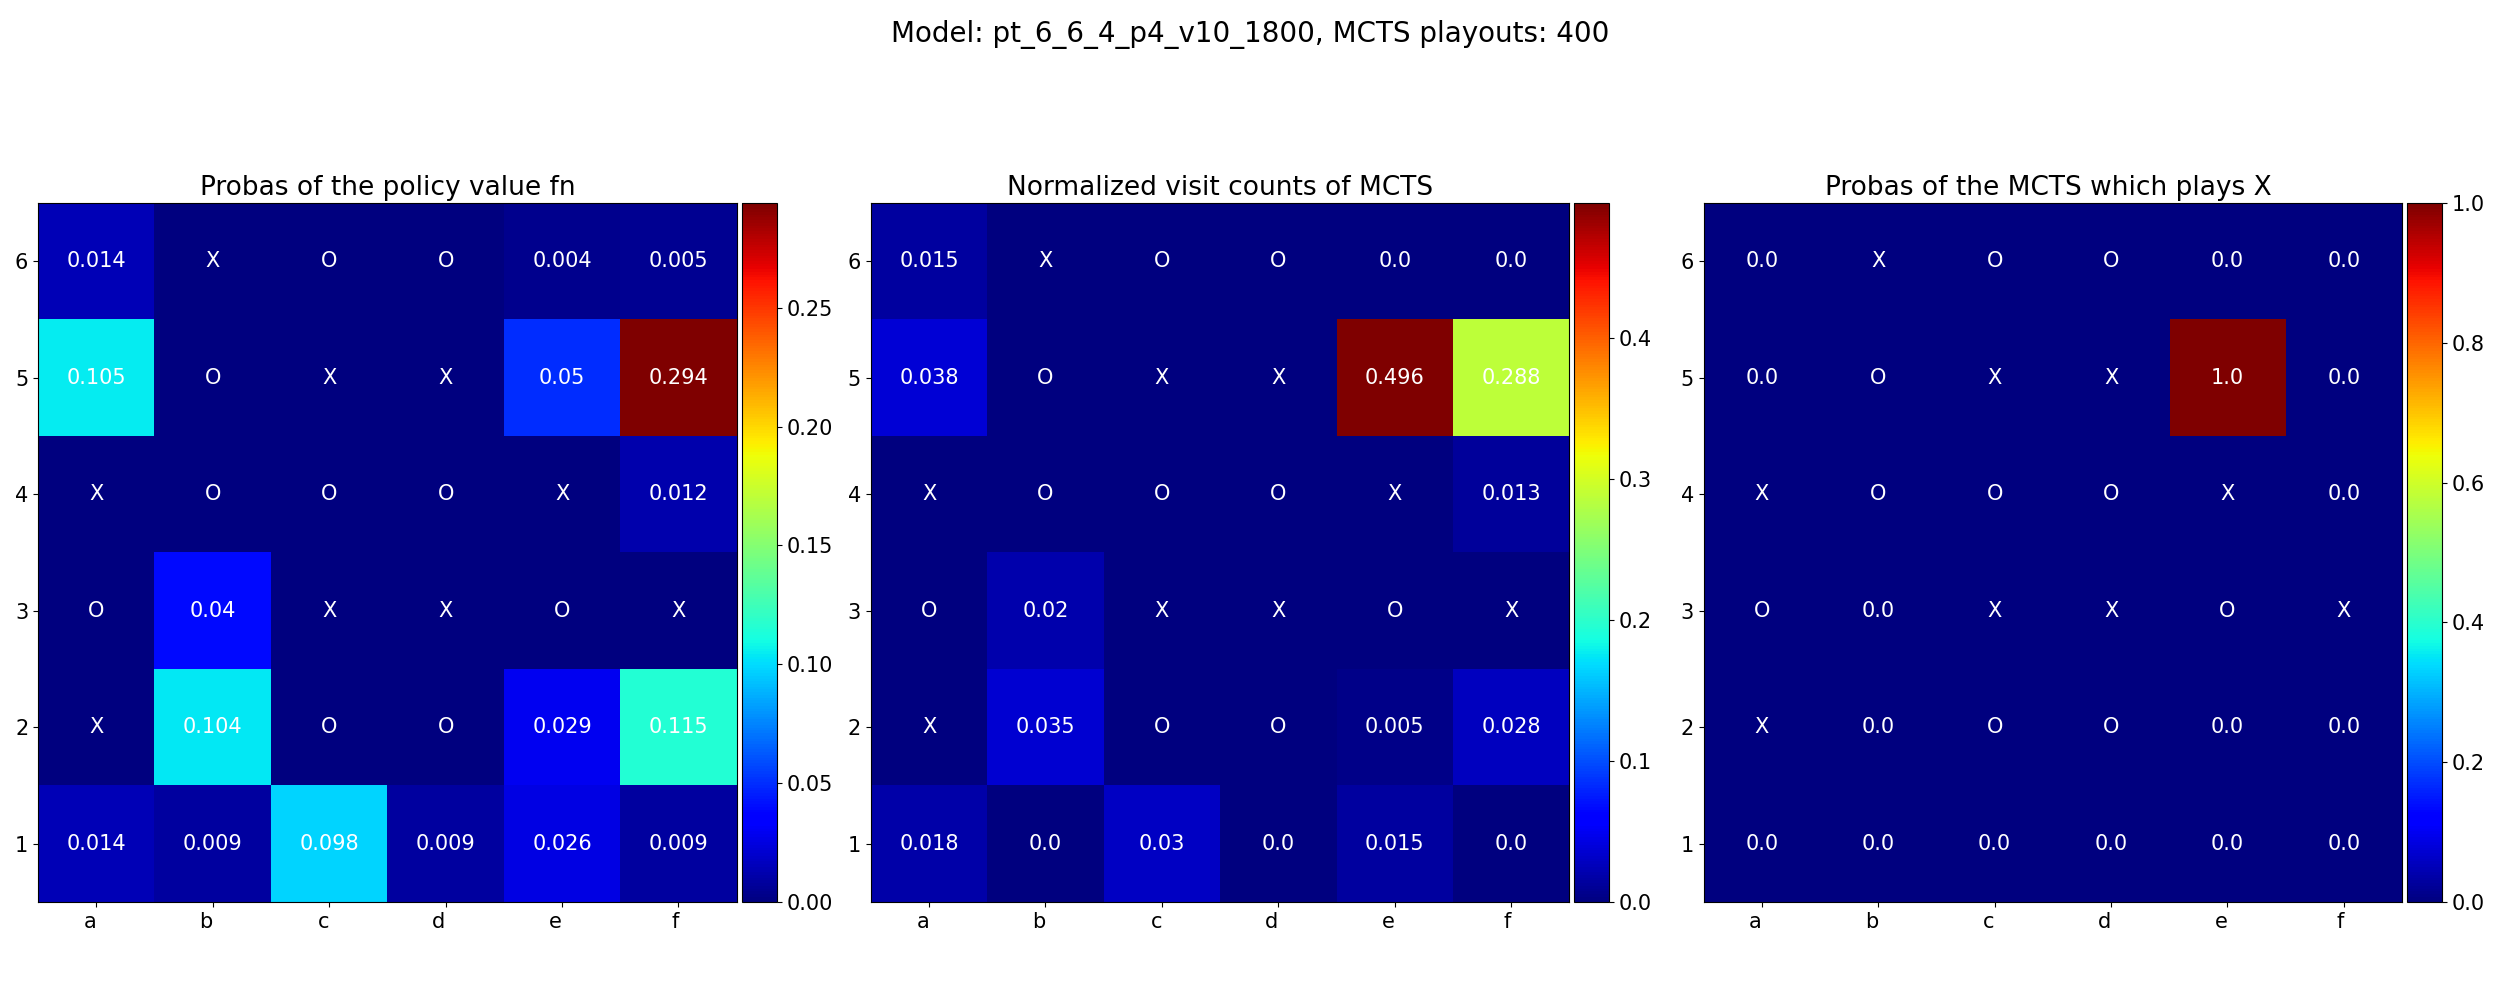 Model: pt_6_6_4_p4_v10_1800, MCTS playouts: 400
Probas of the policy value fn
6 0.014 X O O 0.004 0.005
5 0.105 O X X 0.05 0.294
4 X O O O X 0.012
3 O 0.04 X X O X
2 X 0.104 O O 0.029 0.115
1 0.014 0.009 0.098 0.009 0.026 0.009
a b c d e f
0.25
0.20
0.15
0.10
0.05
0.00
Normalized visit counts of MCTS
6 0.015 X O O 0.0 0.0
5 0.038 O X X 0.496 0.288
4 X O O O X 0.013
3 O 0.02 X X O X
2 X 0.035 O O 0.005 0.028
1 0.018 0.0 0.03 0.0 0.015 0.0
a b c d e f
0.4
0.3
0.2
0.1
0.0
Probas of the MCTS which plays X
6 0.0 X O O 0.0 0.0
5 0.0 O X X 1.0 0.0
4 X O O O X 0.0
3 O 0.0 X X O X
2 X 0.0 O O 0.0 0.0
1 0.0 0.0 0.0 0.0 0.0 0.0
a b c d e f
1.0
0.8
0.6
0.4
0.2
0.0